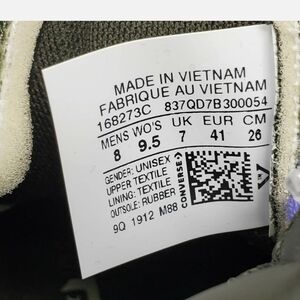 MADE IN VIETNAM
FABRIQUE AU VIETNAM
168273C 837QD7B300054
MENS WO'S UK EUR CM
8 9.5 7 41 26
GENDER: UNISEX
UPPER: TEXTILE
LINING: TEXTILE
OUTSOLE: RUBBER
9Q 1912 M88
CONVERSE